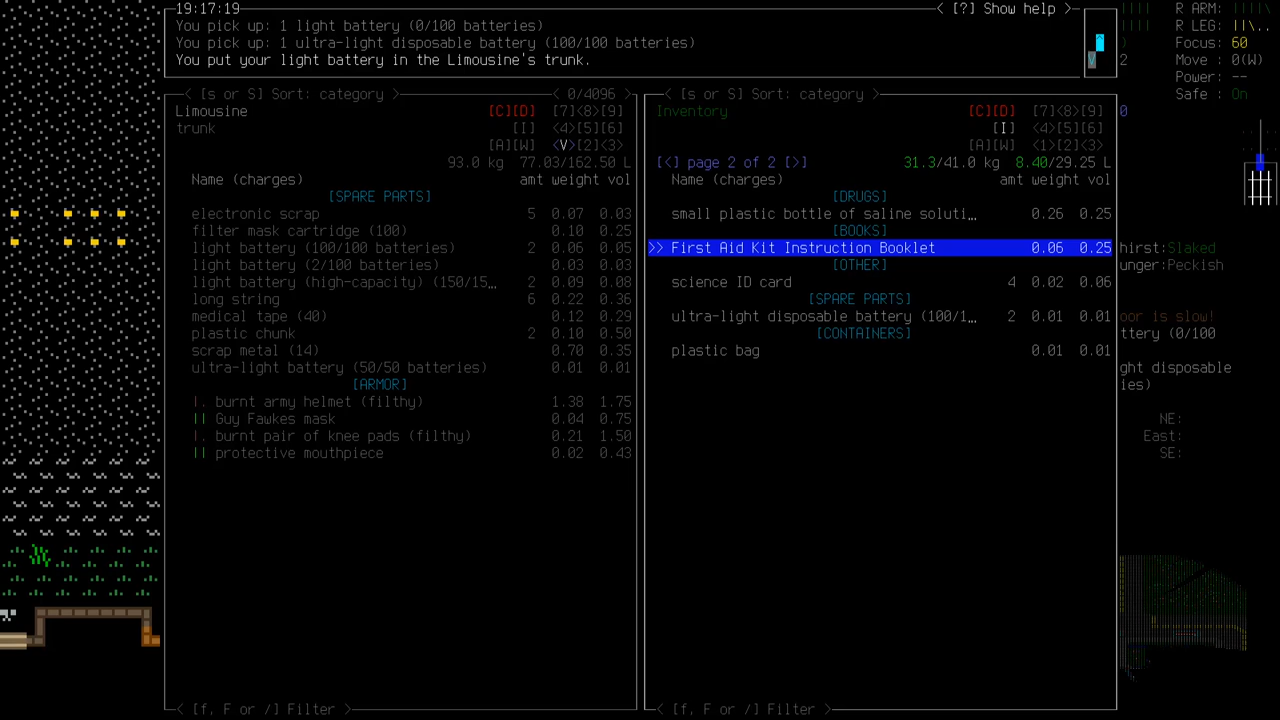 19:17:19 < [?] Show help >
You pick up: 1 light battery (0/100 batteries)
You pick up: 1 ultra-light disposable battery (100/100 batteries)
You put your light battery in the Limousine's trunk.
R ARM:
R LEG: ||\..
Focus: 60
2 Move : 0(W)
Power: --
Safe : On
< [s or S] Sort: category > < 0/4096 >
Limousine [C][D] [7]<8>[9]
trunk [I] <4>[5][6]
[A][W] <V>[2]<3>
93.0 kg 77.03/162.50 L
Name (charges) amt weight vol
[SPARE PARTS]
electronic scrap 5 0.07 0.03
filter mask cartridge (100) 0.10 0.25
light battery (100/100 batteries) 2 0.06 0.05
light battery (2/100 batteries) 0.03 0.03
light battery (high-capacity) (150/15… 2 0.09 0.08
long string 6 0.22 0.36
medical tape (40) 0.12 0.29
plastic chunk 2 0.10 0.50
scrap metal (14) 0.70 0.35
ultra-light battery (50/50 batteries) 0.01 0.01
[ARMOR]
|. burnt army helmet (filthy) 1.38 1.75
|| Guy Fawkes mask 0.04 0.75
|. burnt pair of knee pads (filthy) 0.21 1.50
|| protective mouthpiece 0.02 0.43
< [f, F or /] Filter >
< [s or S] Sort: category >
Inventory [C][D] [7]<8>[9]
[I] <4>[5][6]
[A][W] <1>[2]<3>
[<] page 2 of 2 [>] 31.3/41.0 kg 8.40/29.25 L
Name (charges) amt weight vol
[DRUGS]
small plastic bottle of saline soluti… 0.26 0.25
[BOOKS]
>> First Aid Kit Instruction Booklet 0.06 0.25
[OTHER]
science ID card 4 0.02 0.06
[SPARE PARTS]
ultra-light disposable battery (100/1… 2 0.01 0.01
[CONTAINERS]
plastic bag 0.01 0.01
< [f, F or /] Filter >
0
hirst:Slaked
unger:Peckish
oor is slow!
ttery (0/100
ght disposable
ies)
NE:
East:
SE: